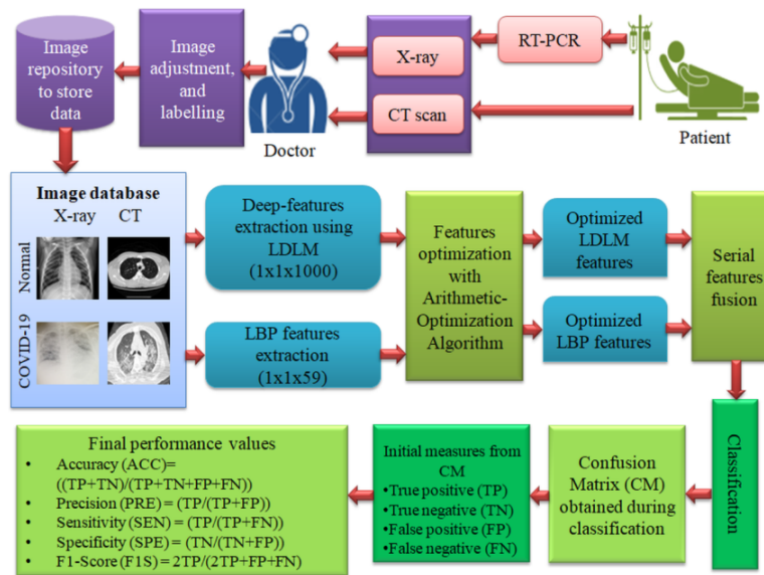 Image
repository
to store
data
Image
adjustment,
and
labelling
Doctor
X-ray
CT scan
RT-PCR
Patient
Image database
X-ray CT
Normal
COVID-19
Deep-features
extraction using
LDLM
(1x1x1000)
LBP features
extraction
(1x1x59)
Features
optimization
with
Arithmetic-
Optimization
Algorithm
Optimized
LDLM
features
Optimized
LBP features
Serial
features
fusion
Classification
Confusion
Matrix (CM)
obtained during
classification
Initial measures from
CM
•True positive (TP)
•True negative (TN)
•False positive (FP)
•False negative (FN)
Final performance values
• Accuracy (ACC)=
((TP+TN)/(TP+TN+FP+FN))
• Precision (PRE) = (TP/(TP+FP))
• Sensitivity (SEN) = (TP/(TP+FN))
• Specificity (SPE) = (TN/(TN+FP))
• F1-Score (F1S) = 2TP/(2TP+FP+FN)